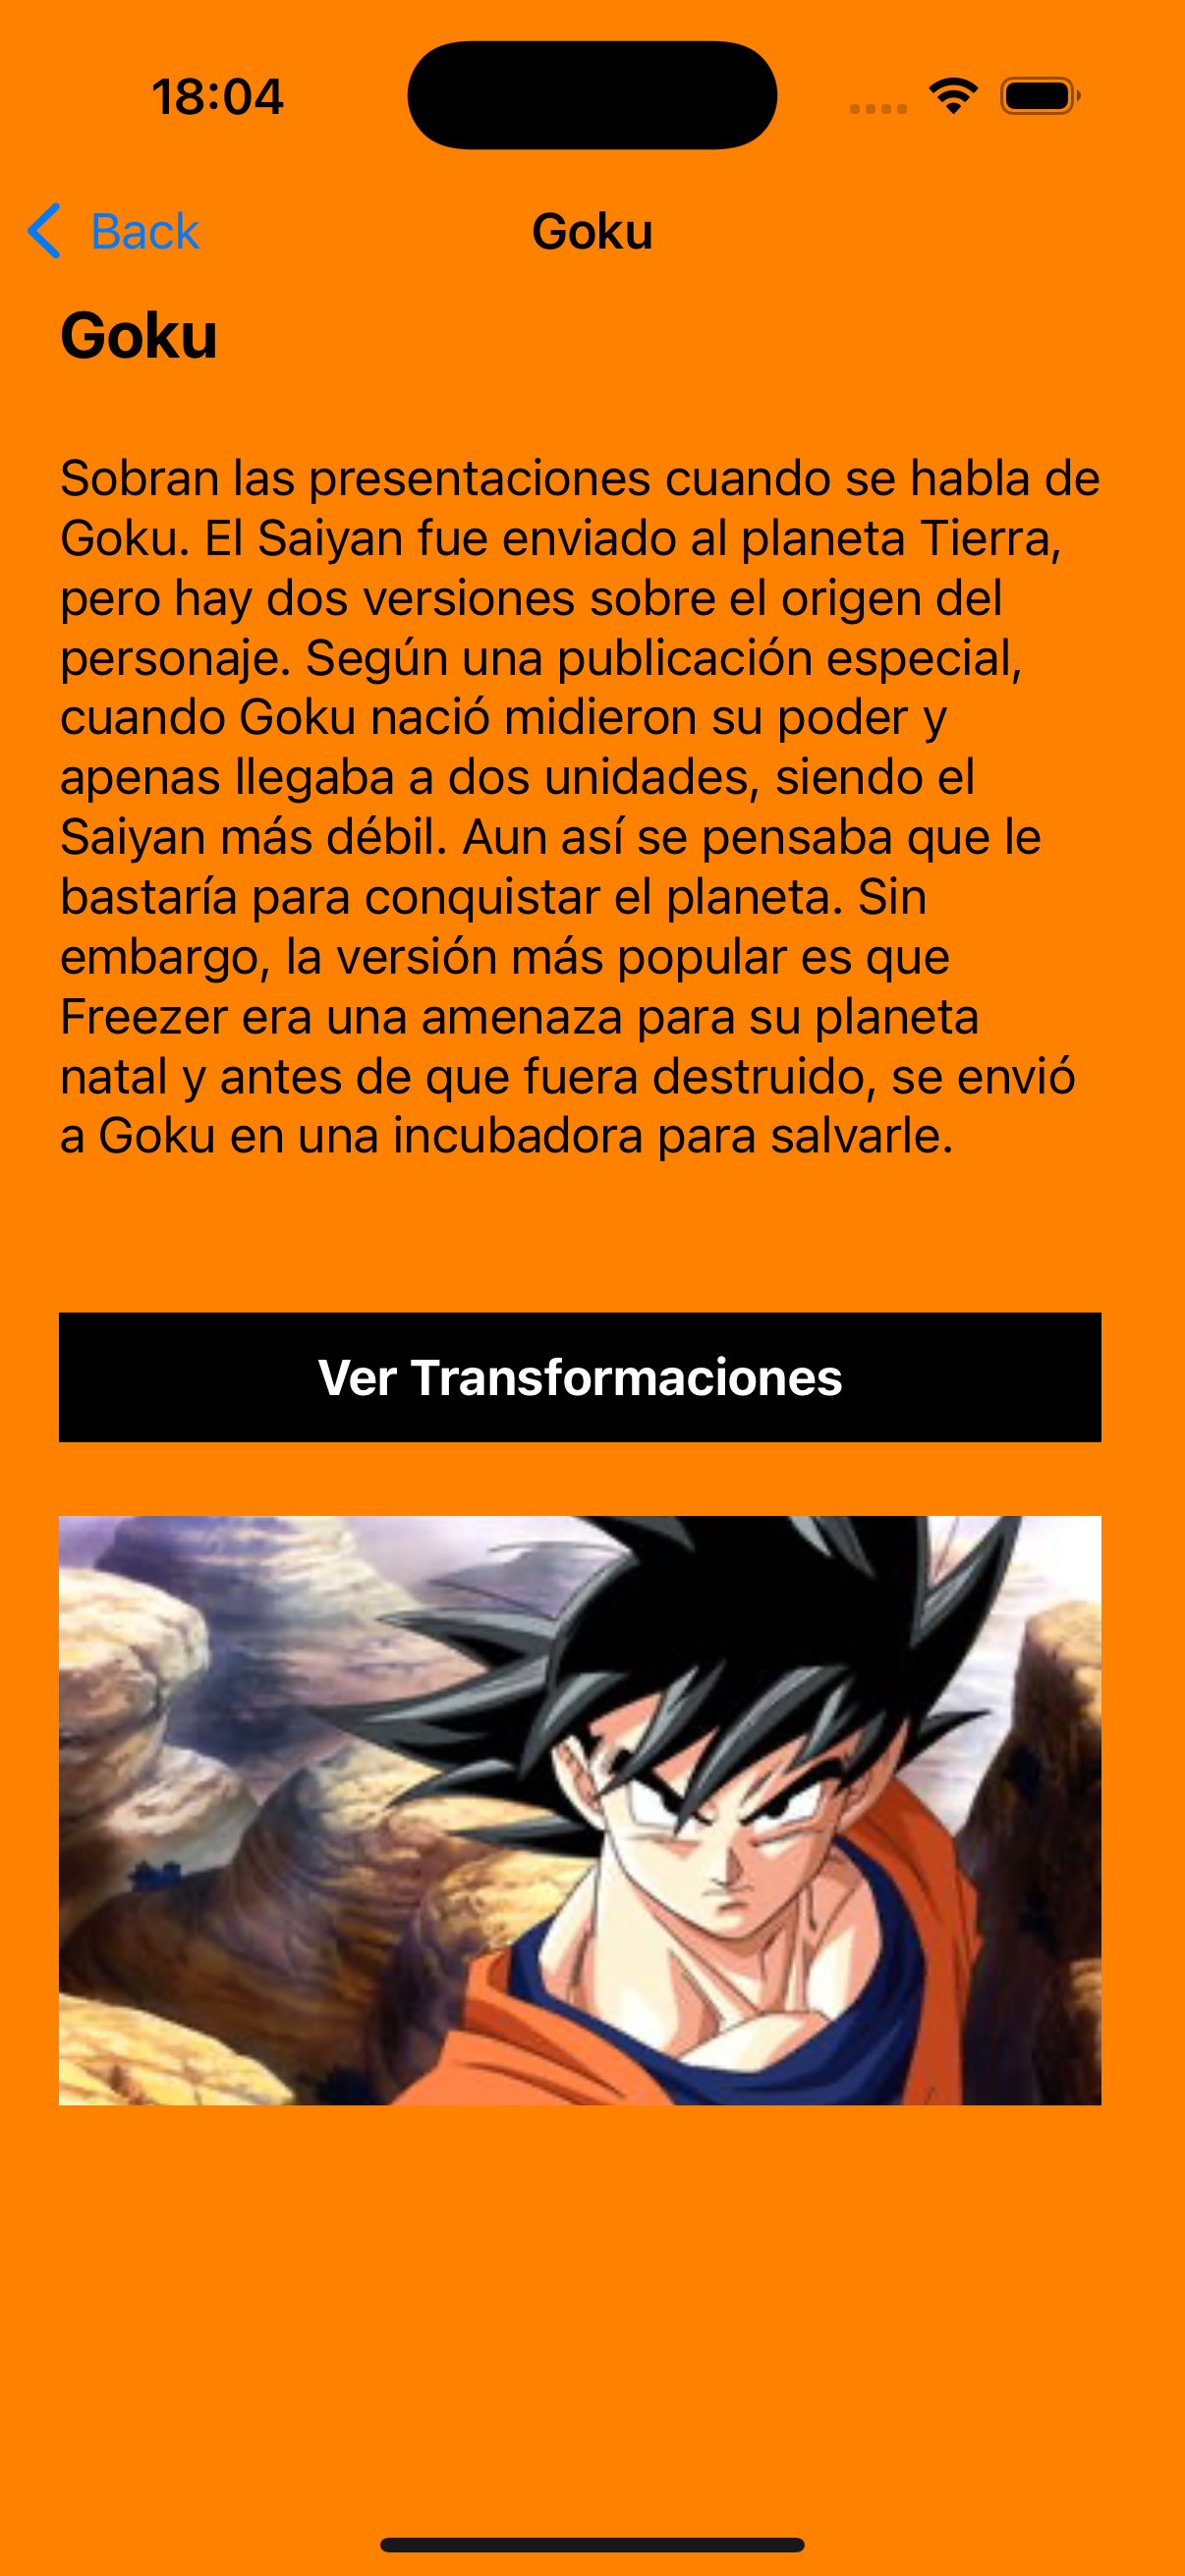 18:04
Back
Goku
Goku
Sobran las presentaciones cuando se habla de
Goku. El Saiyan fue enviado al planeta Tierra,
pero hay dos versiones sobre el origen del
personaje. Según una publicación especial,
cuando Goku nació midieron su poder y
apenas llegaba a dos unidades, siendo el
Saiyan más débil. Aun así se pensaba que le
bastaría para conquistar el planeta. Sin
embargo, la versión más popular es que
Freezer era una amenaza para su planeta
natal y antes de que fuera destruido, se envió
a Goku en una incubadora para salvarle.
Ver Transformaciones